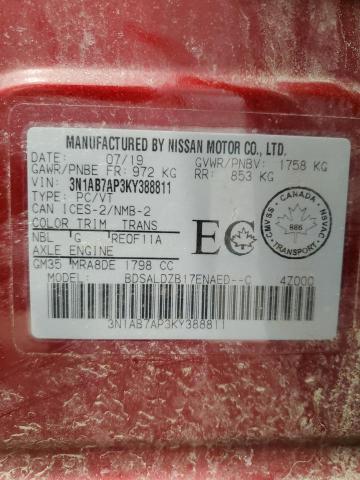 MANUFACTURED BY NISSAN MOTOR CO., LTD.
DATE: 07/19 GVWR/PNBV: 1758 KG
GAWR/PNBE FR: 972 KG RR: 853 KG
VIN: 3N1AB7AP3KY388811
TYPE: PC/VT
CAN ICES-2/NMB-2
COLOR TRIM TRANS
NBL G RE0F11A
AXLE ENGINE
GM35 MRA8DE 1798 CC
MODEL: BDSALDZB17ENAED--C 4Z000
EC
CMVSS - CANADA - NSVAC
886
TRANSPORT
3N1AB7AP3KY388811